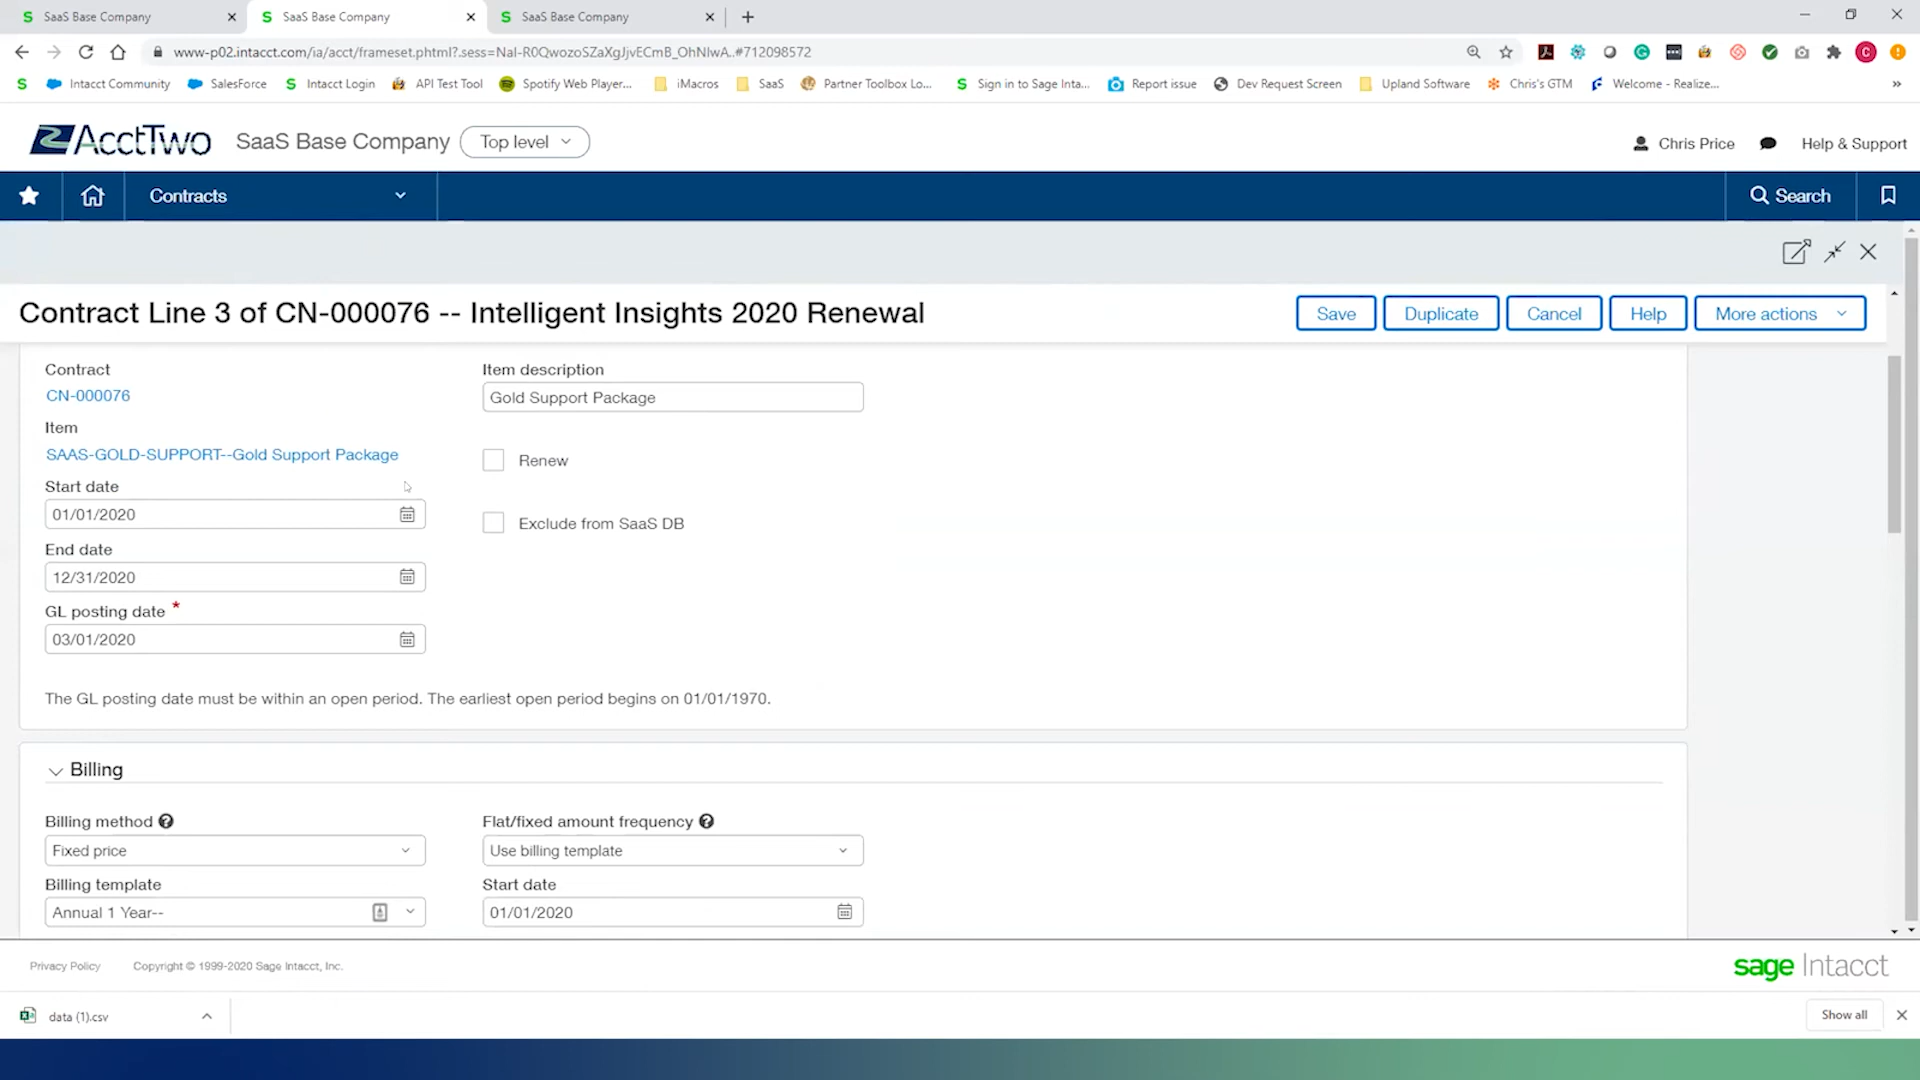 SaaS Base Company
SaaS Base Company
SaaS Base Company
www-p02.intacct.com/ia/acct/frameset.phtml?.sess=NaI-R0QwozoSZaXgJjvECmB_OhNIwA..#712098572
Intacct Community
SalesForce
Intacct Login
API Test Tool
Spotify Web Player...
iMacros
SaaS
Partner Toolbox Lo...
Sign in to Sage Inta...
Report issue
Dev Request Screen
Upland Software
Chris's GTM
Welcome - Realize...
»
AcctTwo
SaaS Base Company
Top level
Chris Price
Help & Support
Contracts
Search
Contract Line 3 of CN-000076 -- Intelligent Insights 2020 Renewal
Save
Duplicate
Cancel
Help
More actions
Contract
CN-000076
Item description
Gold Support Package
Item
SAAS-GOLD-SUPPORT--Gold Support Package
Renew
Start date
01/01/2020
Exclude from SaaS DB
End date
12/31/2020
GL posting date *
03/01/2020
The GL posting date must be within an open period. The earliest open period begins on 01/01/1970.
Billing
Billing method
Fixed price
Flat/fixed amount frequency
Use billing template
Billing template
Annual 1 Year--
Start date
01/01/2020
Privacy Policy
Copyright © 1999-2020 Sage Intacct, Inc.
sage Intacct
data (1).csv
Show all